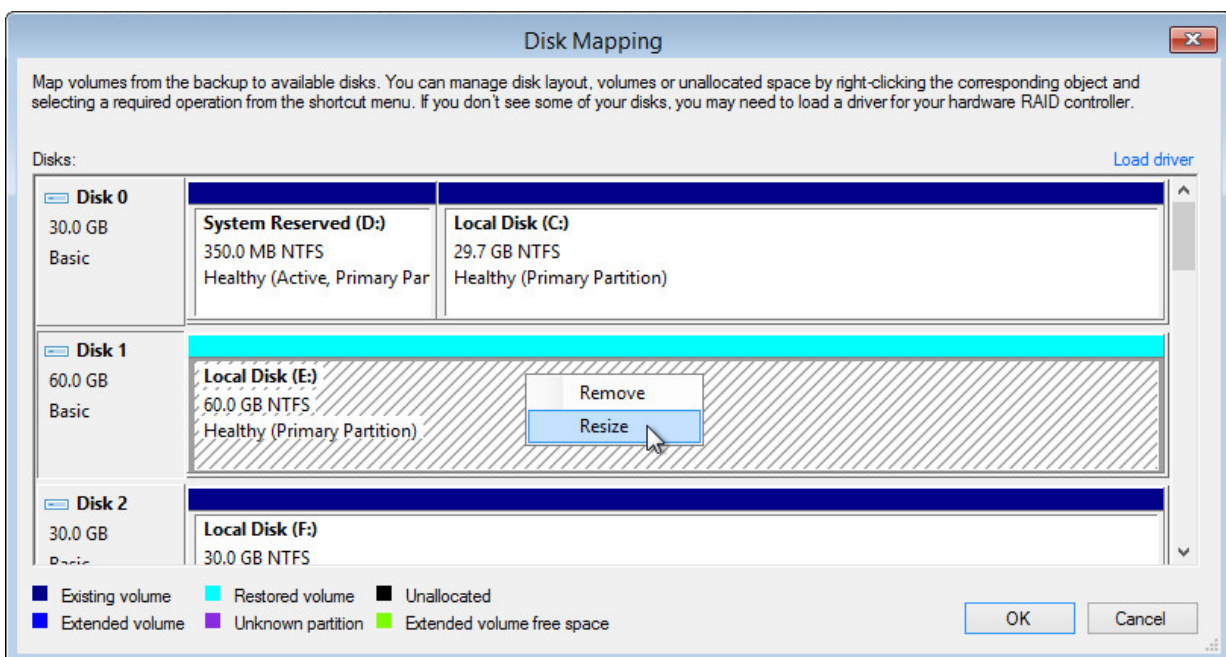 Disk Mapping
Map volumes from the backup to available disks. You can manage disk layout, volumes or unallocated space by right-clicking the corresponding object and
selecting a required operation from the shortcut menu. If you don't see some of your disks, you may need to load a driver for your hardware RAID controller.
Disks:
Load driver
Disk 0
30.0 GB
Basic
System Reserved (D:)
350.0 MB NTFS
Healthy (Active, Primary Par
Local Disk (C:)
29.7 GB NTFS
Healthy (Primary Partition)
Disk 1
60.0 GB
Basic
Local Disk (E:)
60.0 GB NTFS
Healthy (Primary Partition)
Remove
Resize
Disk 2
30.0 GB
Basic
Local Disk (F:)
30.0 GB NTFS
Existing volume
Restored volume
Unallocated
Extended volume
Unknown partition
Extended volume free space
OK
Cancel